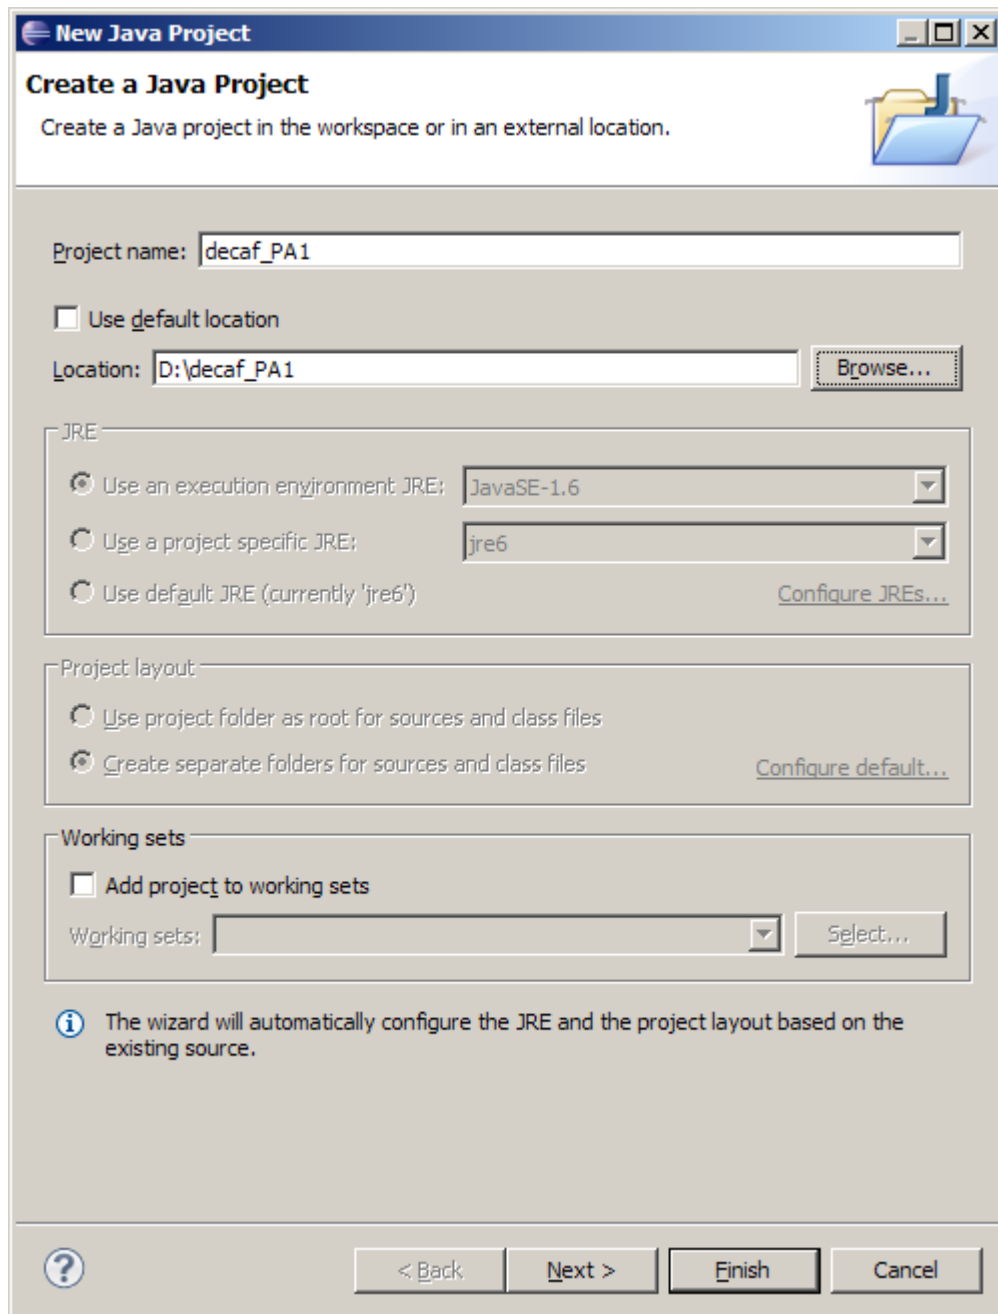 New Java Project
Create a Java Project
Create a Java project in the workspace or in an external location.
Project name: decaf_PA1
Use default location
Location: D:\decaf_PA1 Browse...
JRE
Use an execution environment JRE: JavaSE-1.6
Use a project specific JRE: jre6
Use default JRE (currently 'jre6') Configure JREs...
Project layout
Use project folder as root for sources and class files
Create separate folders for sources and class files Configure default...
Working sets
Add project to working sets
Working sets: Select...
The wizard will automatically configure the JRE and the project layout based on the
existing source.
< Back Next > Finish Cancel